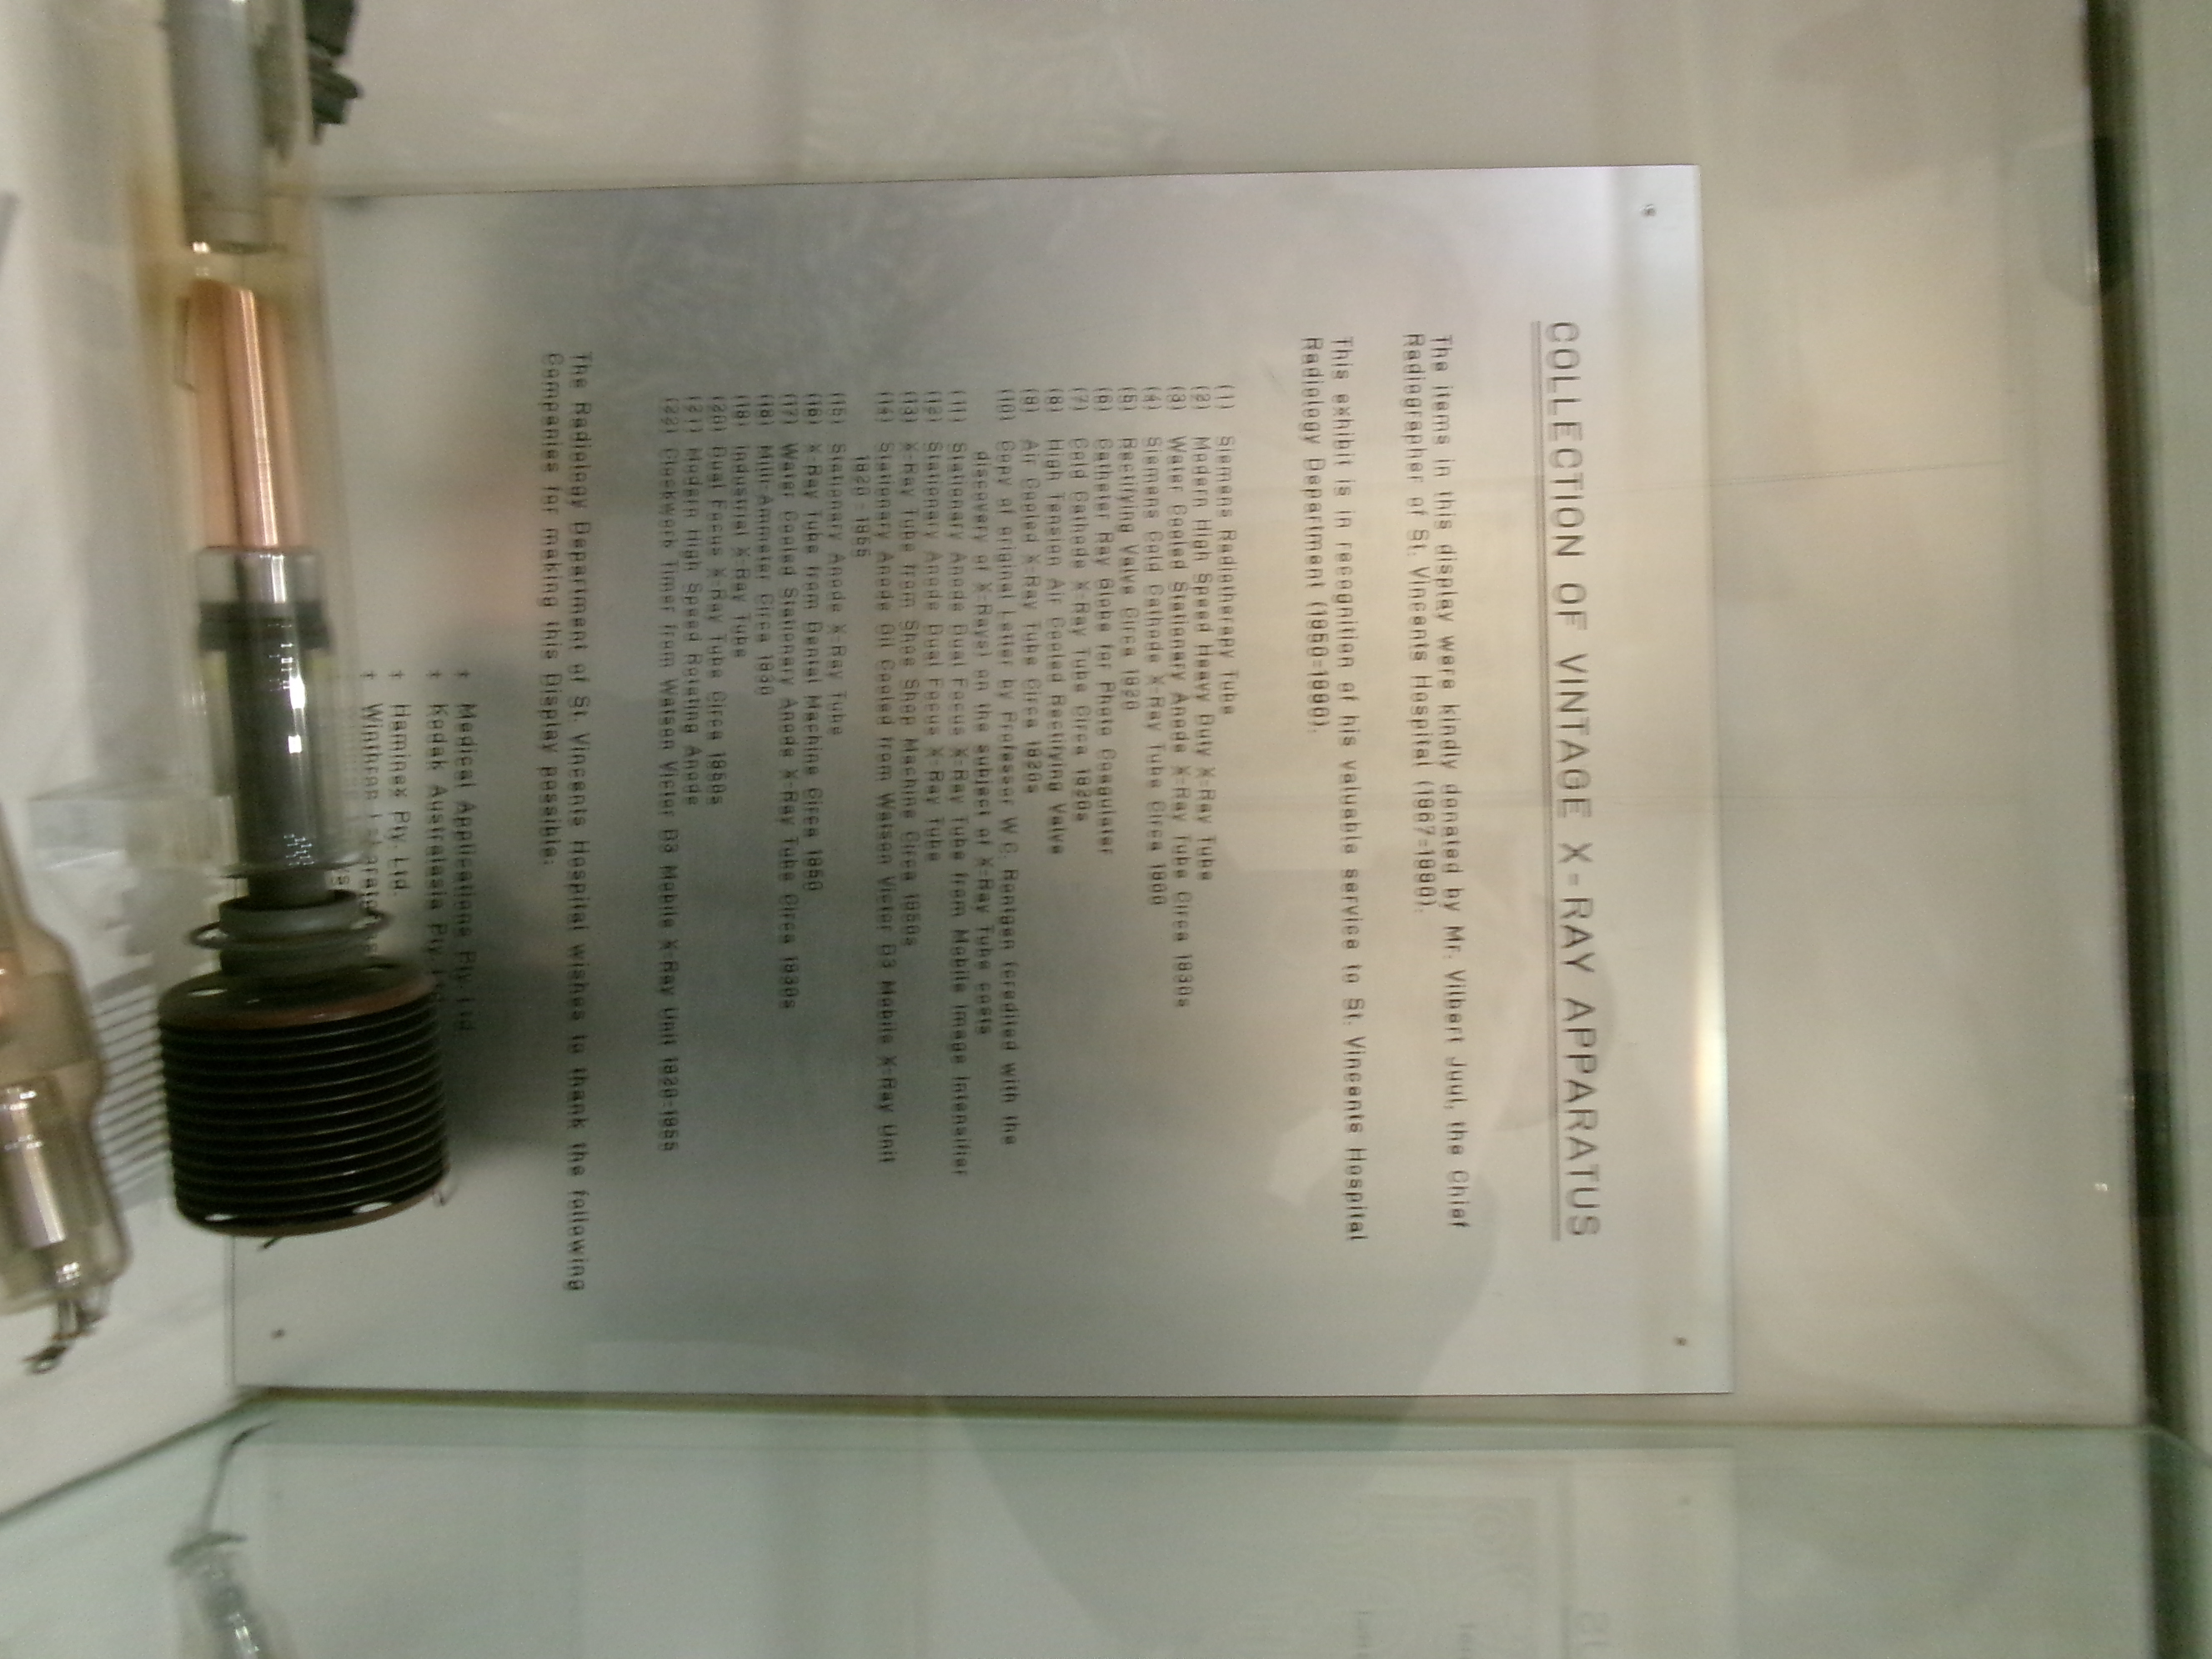 COLLECTION OF VINTAGE X-RAY APPARATUS
The items in this display were kindly donated by Mr. Vilbert Juul, the Chief
Radiographer of St. Vincents Hospital
This exhibit is in recognition of his valuable service to St. Vincents Hospital
Radiology Department
(1) Siemens Radiotherapy Tube
(2) Modern High Speed Heavy Duty X-Ray Tube
(3) Water Cooled Stationary Anode X-Ray Tube Circa 1930s
(4) Siemens Cold Cathode X-Ray Tube Circa 1900
(5) Rectifying Valve Circa 1920
(6) Catheter Ray Globe for Photo Coagulator
(7) Cold Cathode X-Ray Tube Circa 1920s
(8) High Tension Air Cooled Rectifying Valve
(9) Air Cooled X-Ray Tube Circa 1920s
(10) Copy of original Letter by Professor W.C. Rontgen (credited with the
discovery of X-Rays) on the subject of X-Ray Tube costs
(11) Stationary Anode Dual Focus X-Ray Tube from Mobile Image Intensifier
(12) Stationary Anode Dual Focus X-Ray Tube
(13) X-Ray Tube from Shoe Shop Machine Circa 1950s
(14) Stationary Anode Oil Cooled from Watson Victor D3 Mobile X-Ray Unit
(15) Stationary Anode X-Ray Tube
(16) X-Ray Tube from Dental Machine Circa 1950
(17) Water Cooled Stationary Anode X-Ray Tube Circa 1930s
(18) Milli-Ammeter Circa 1930
(19) Industrial X-Ray Tube
(20) Dual Focus X-Ray Tube Circa 1950s
(21) Modern High Speed Rotating Anode
(22) Clockwork Timer from Watson Victor D3 Mobile X-Ray Unit
The Radiology Department of St. Vincents Hospital wishes to thank the following
Companies for making this Display possible:
* Medical Applications Pty. Ltd.
* Kodak Australasia Pty. Ltd.
* Haminex Pty. Ltd.
* Winthrop